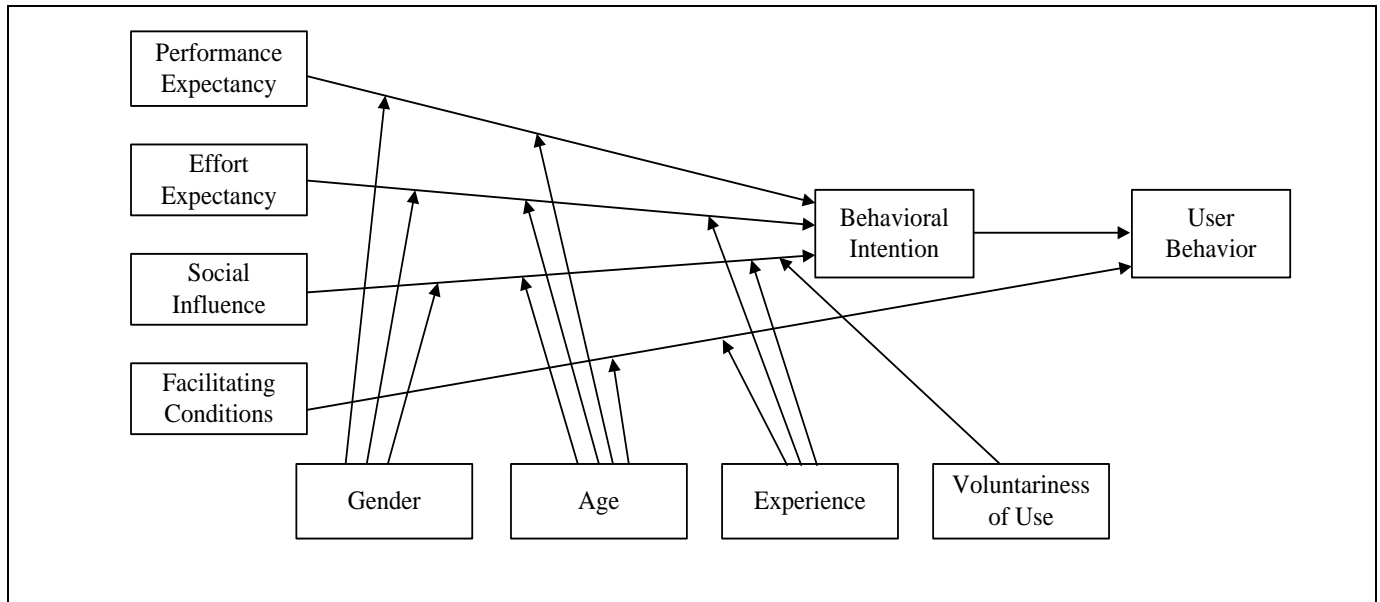 Performance
Expectancy
Effort
Expectancy
Social
Influence
Facilitating
Conditions
Behavioral
Intention
User
Behavior
Gender
Age
Experience
Voluntariness
of Use